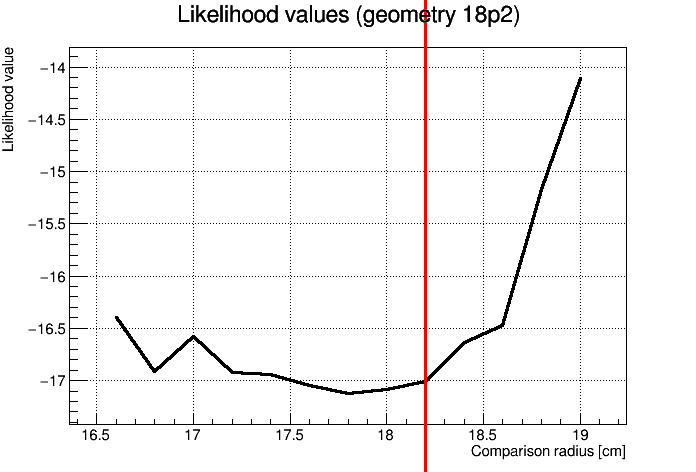 Likelihood values (geometry 18p2)
Likelihood value
−14
−14.5
−15
−15.5
−16
−16.5
−17
16.5 17 17.5 18 18.5 19
Comparison radius [cm]